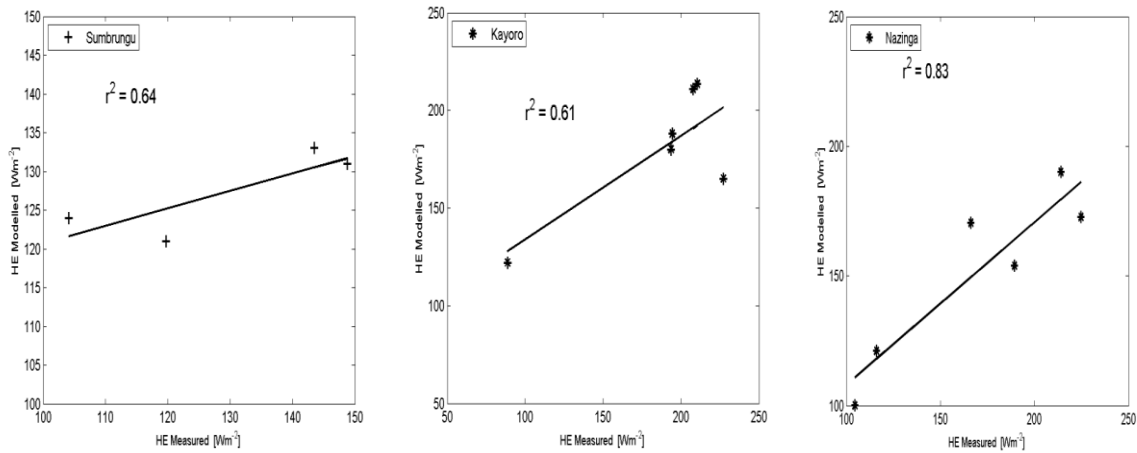 Sumbrungu
r² = 0.64
150
145
140
135
130
125
120
115
110
105
100
HE Modelled [Wm⁻²]
100 110 120 130 140 150
HE Measured [Wm⁻²]
Kayoro
r² = 0.61
250
200
150
100
50
HE Modelled [Wm⁻²]
50 100 150 200 250
HE Measured [Wm⁻²]
Nazinga
r² = 0.83
250
200
150
100
HE Modelled [Wm⁻²]
100 150 200 250
HE Measured [Wm⁻²]